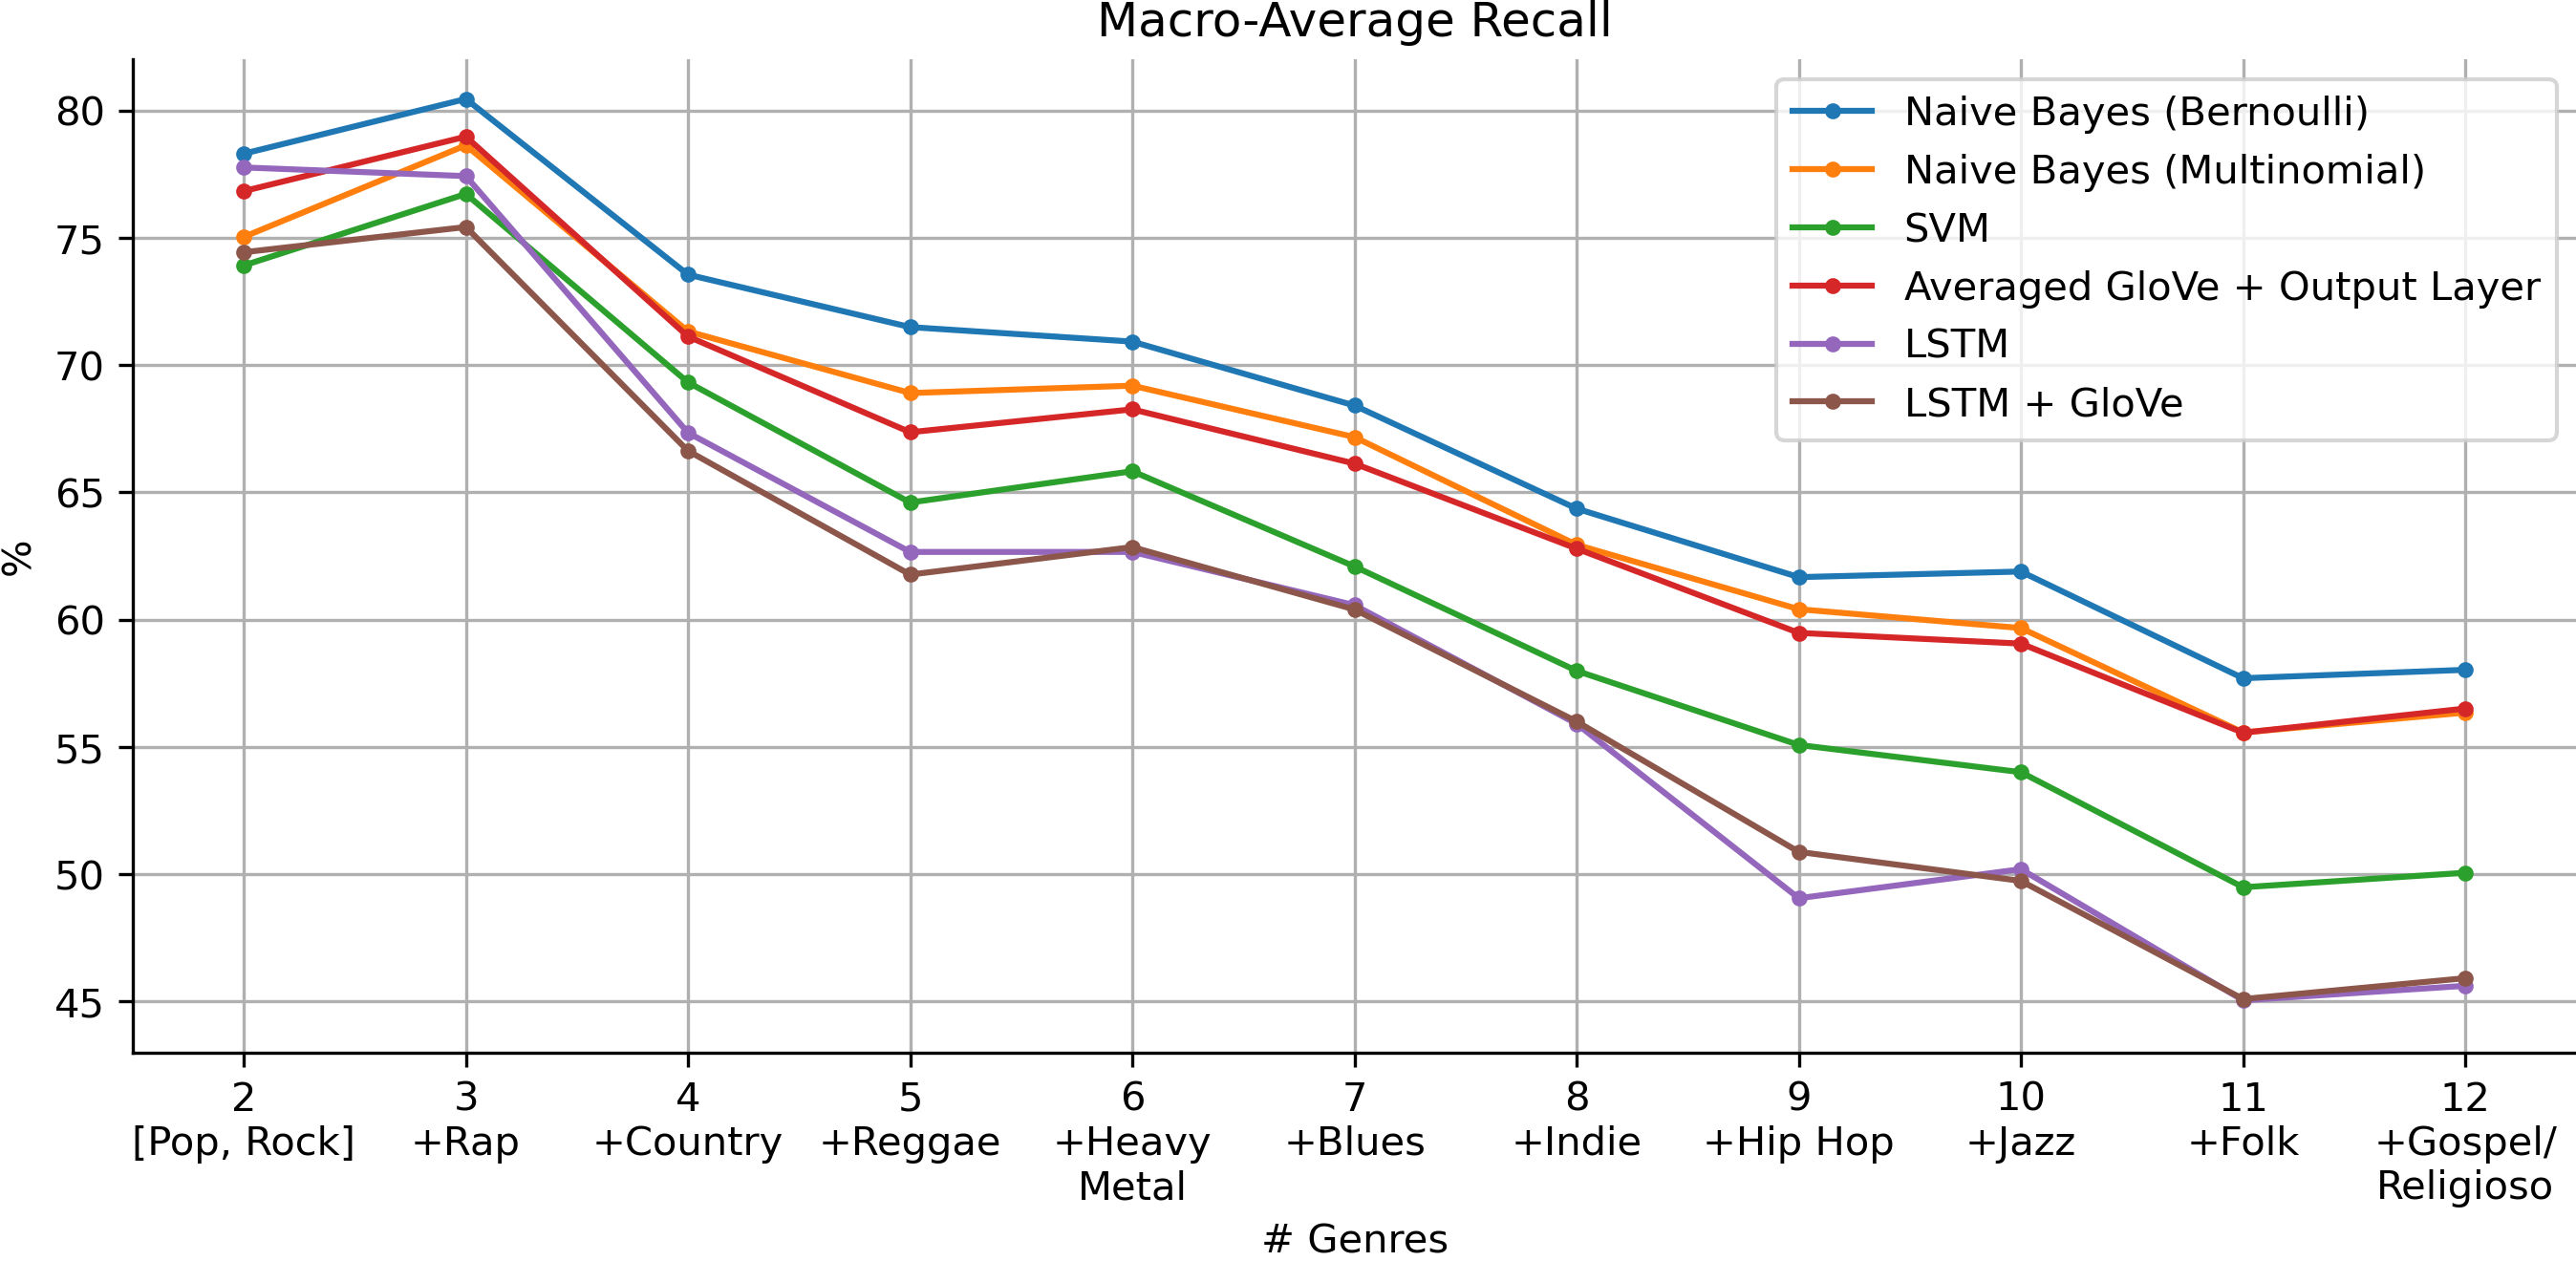 Macro-Average Recall
80
75
70
65
60
55
50
45
%
Naive Bayes (Bernoulli)
Naive Bayes (Multinomial)
SVM
Averaged GloVe + Output Layer
LSTM
LSTM + GloVe
2 3 4 5 6 7 8 9 10 11 12
[Pop, Rock] +Rap +Country +Reggae +Heavy +Blues +Indie +Hip Hop +Jazz +Folk +Gospel/
Metal Religioso
# Genres